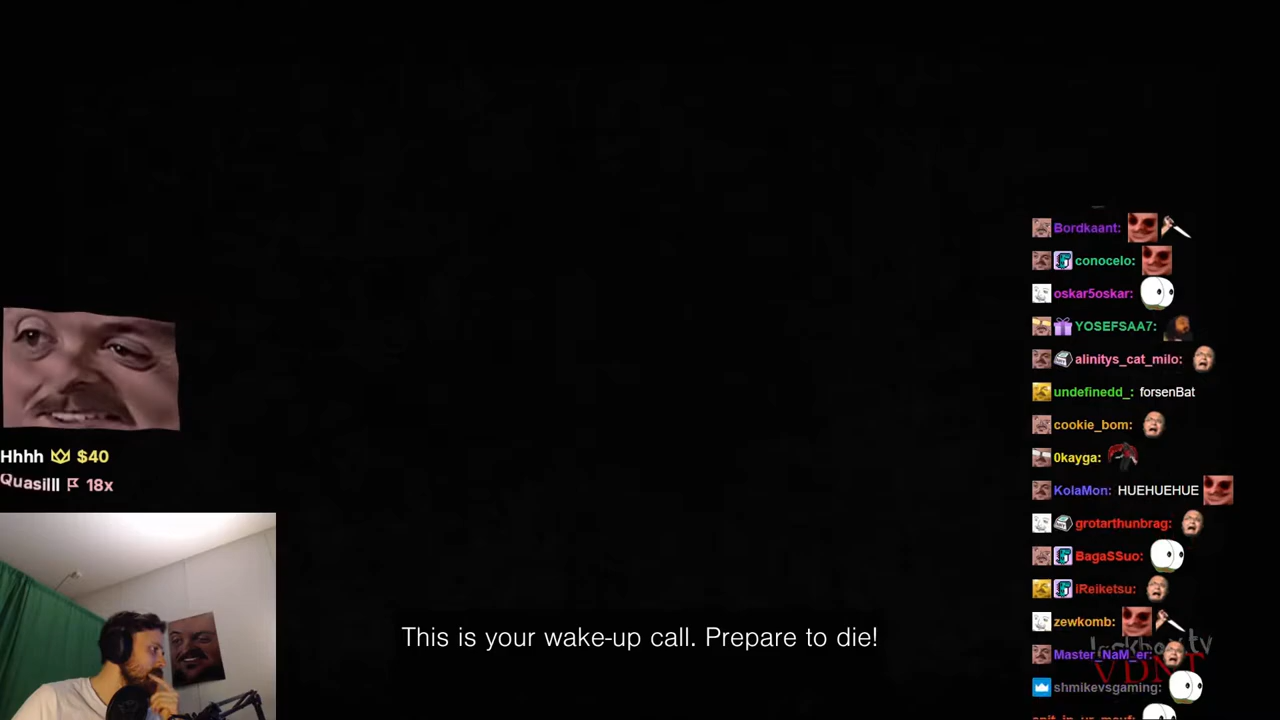 Bordkaant:
conocelo:
oskar5oskar:
YOSEFSAA7:
alinitys_cat_milo:
undefinedd_: forsenBat
cookie_bom:
0kayga:
KolaMon: HUEHUEHUE
grotarthunbrag:
BagaSSuo:
IReiketsu:
zewkomb:
Master_NaM_er:
shmikevsgaming:
Hhhh $40
Quasilll 18x
This is your wake-up call. Prepare to die!